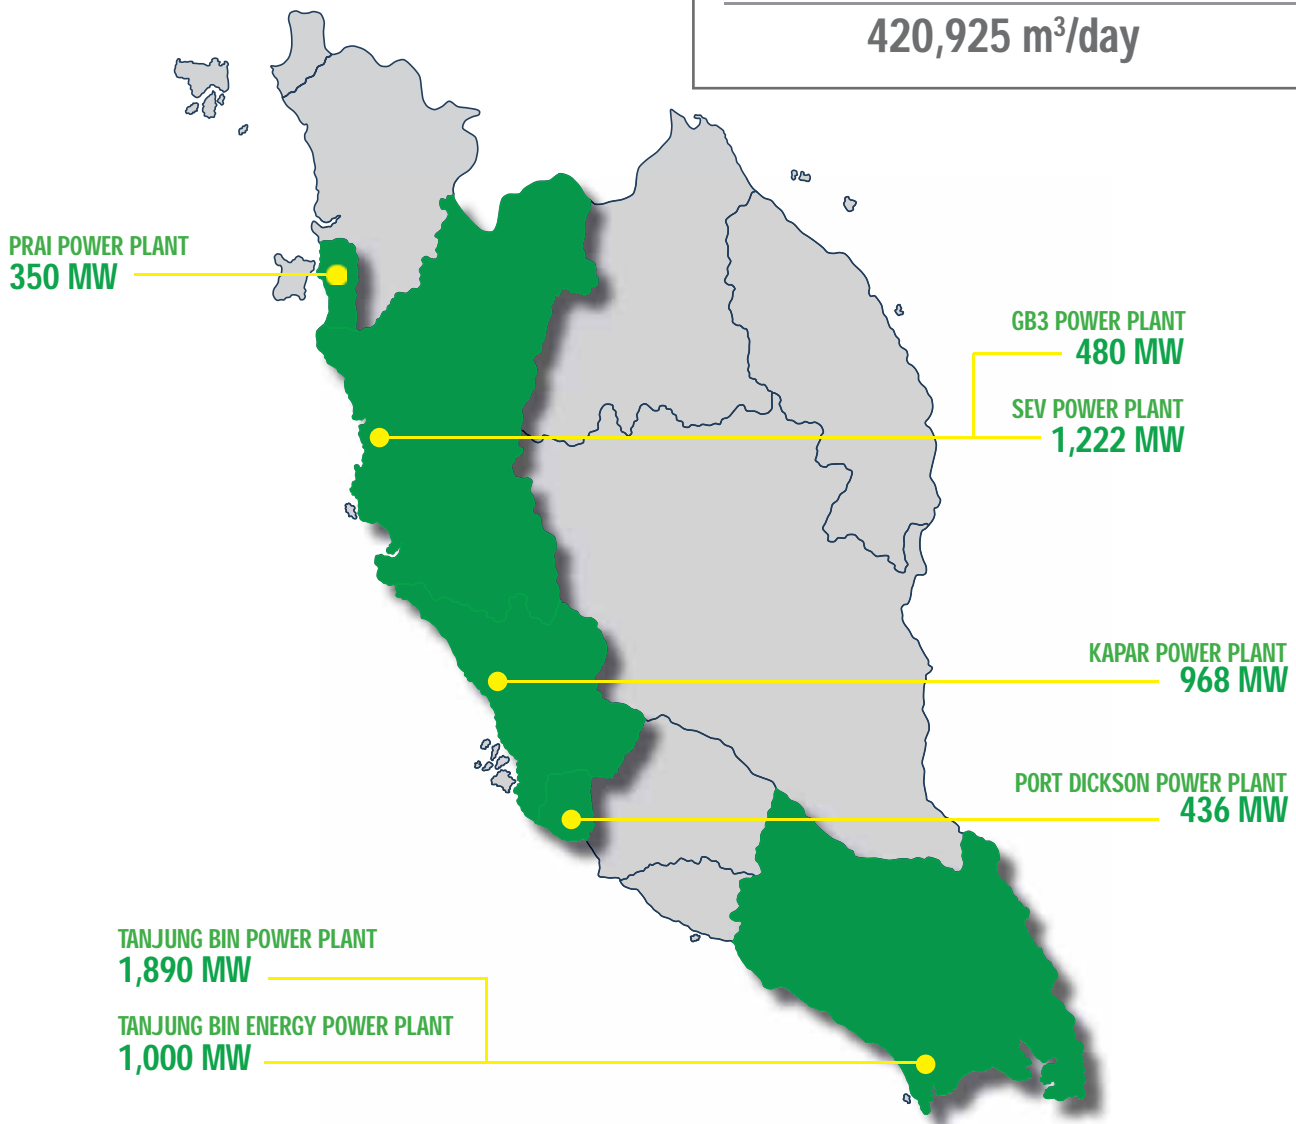 420,925 m³/day
PRAI POWER PLANT
350 MW
GB3 POWER PLANT
480 MW
SEV POWER PLANT
1,222 MW
KAPAR POWER PLANT
968 MW
PORT DICKSON POWER PLANT
436 MW
TANJUNG BIN POWER PLANT
1,890 MW
TANJUNG BIN ENERGY POWER PLANT
1,000 MW